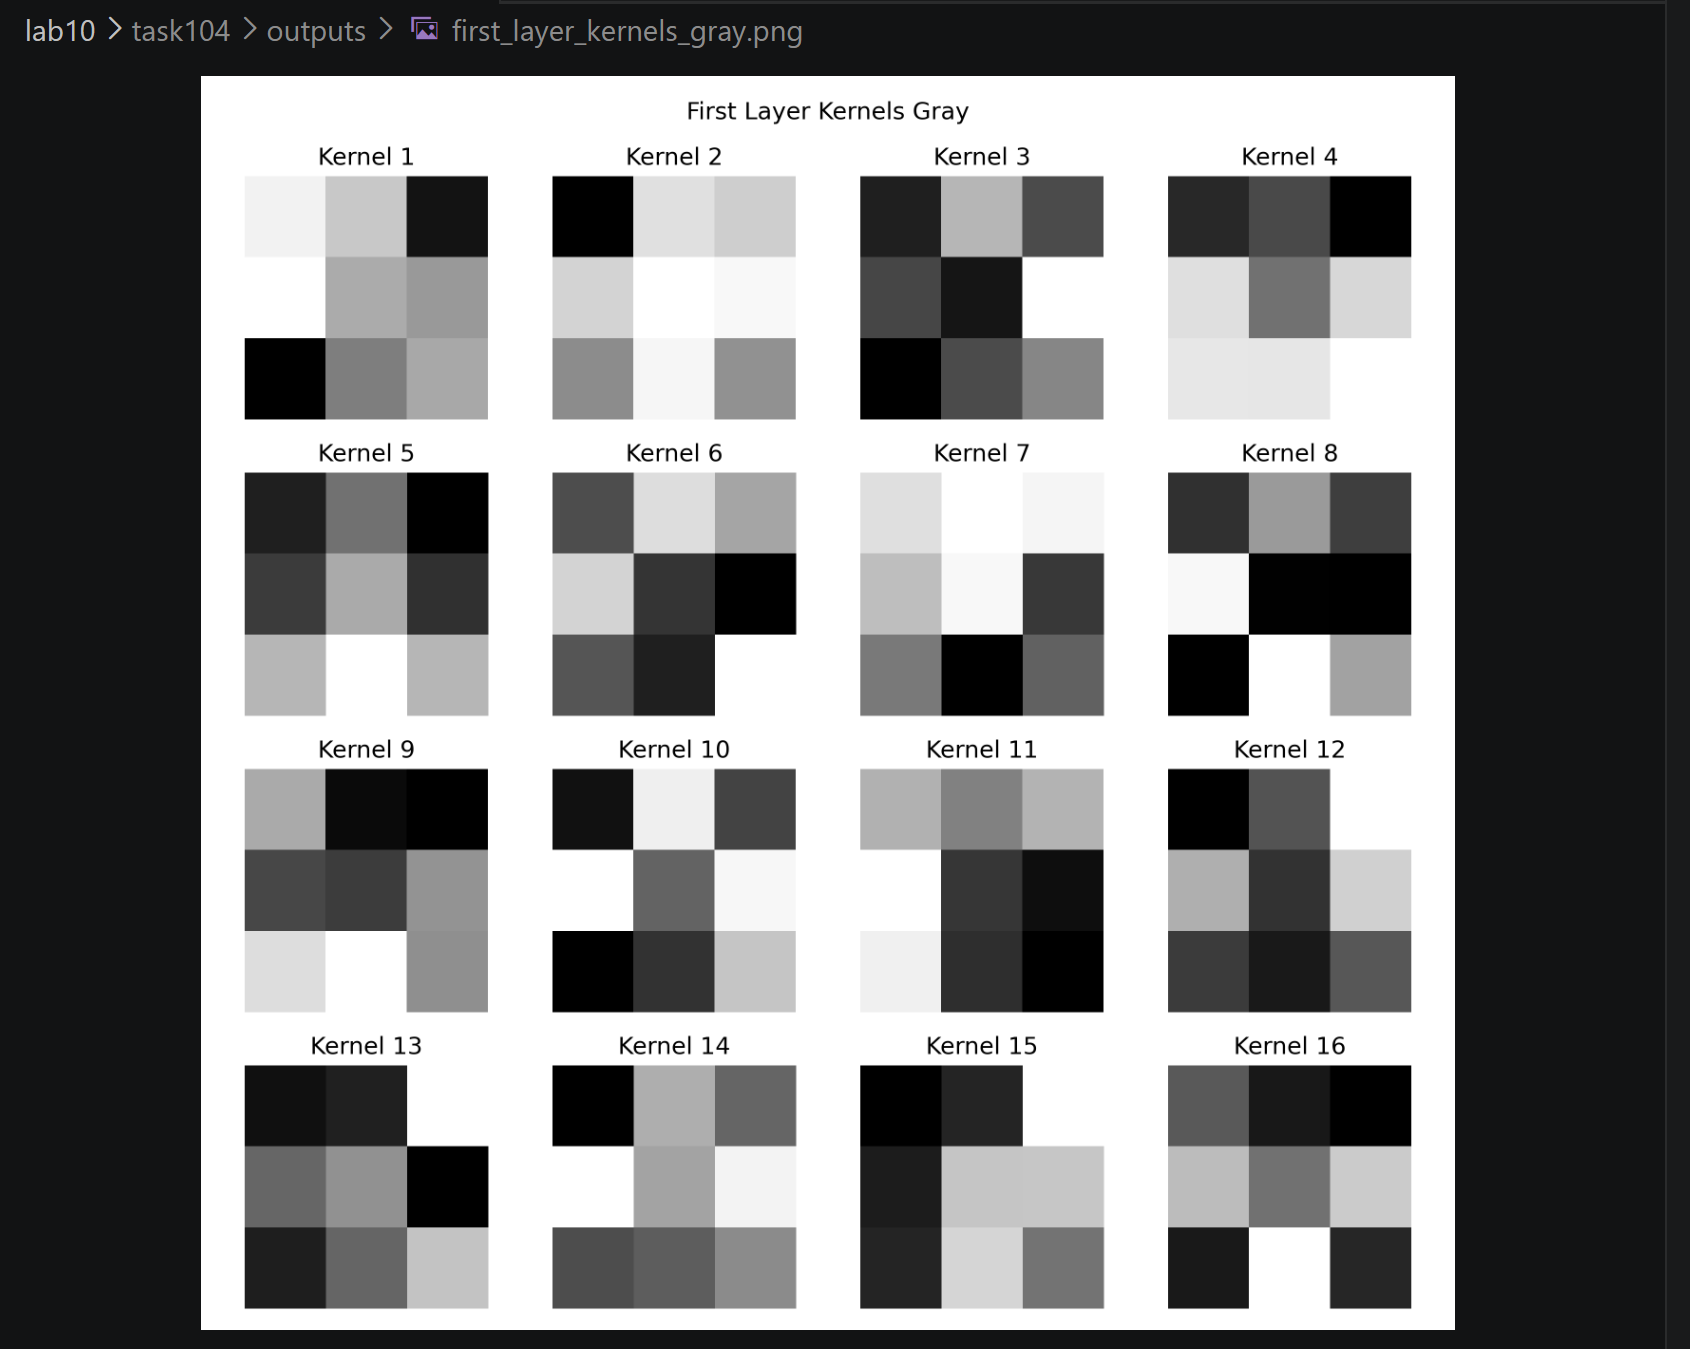 lab10 > task104 > outputs > first_layer_kernels_gray.png
First Layer Kernels Gray
Kernel 1 Kernel 2 Kernel 3 Kernel 4
Kernel 5 Kernel 6 Kernel 7 Kernel 8
Kernel 9 Kernel 10 Kernel 11 Kernel 12
Kernel 13 Kernel 14 Kernel 15 Kernel 16